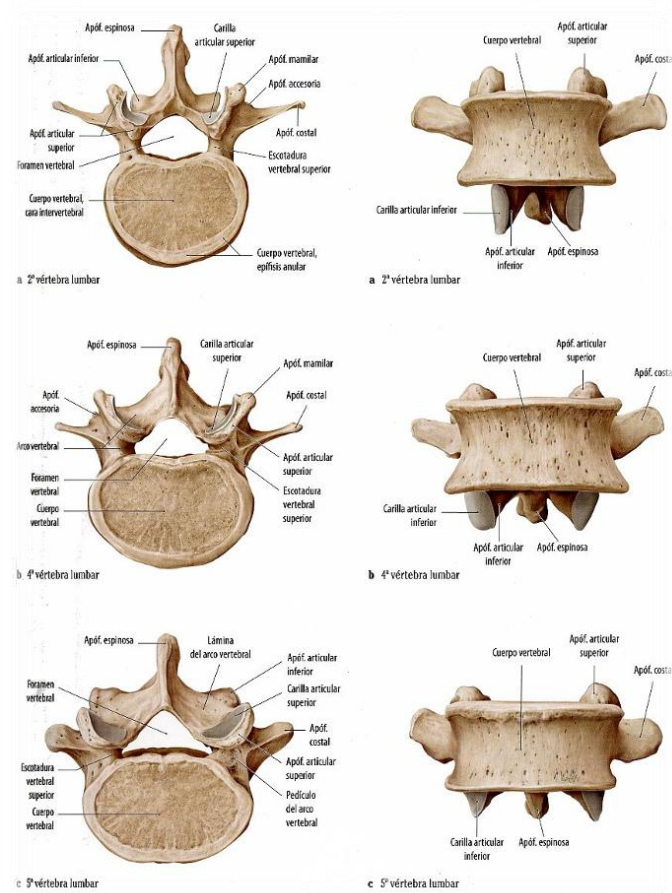 Apóf. espinosa
Carilla
articular superior
Apóf. articular inferior
Apóf. mamilar
Apóf. accesoria
Apóf. costal
Apóf. articular
superior
Foramen vertebral
Escotadura
vertebral superior
Cuerpo vertebral,
cara intervertebral
Cuerpo vertebral,
epífisis anular
a 2ª vértebra lumbar
Cuerpo vertebral
Apóf. articular
superior
Apóf. costa
Carilla articular inferior
Apóf. articular
inferior
Apóf. espinosa
a 2ª vértebra lumbar
Apóf. espinosa
Carilla articular
superior
Apóf. mamilar
Apóf.
accesoria
Apóf. costal
Arco vertebral
Foramen
vertebral
Cuerpo
vertebral
Apóf. articular
superior
Escotadura
vertebral
superior
b 4ª vértebra lumbar
Cuerpo vertebral
Apóf. articular
superior
Apóf. costa
Carilla articular
inferior
Apóf. articular
inferior
Apóf. espinosa
b 4ª vértebra lumbar
Apóf. espinosa
Lámina
del arco vertebral
Foramen
vertebral
Apóf. articular
inferior
Carilla articular
superior
Apóf.
costal
Escotadura
vertebral
superior
Cuerpo
vertebral
Apóf. articular
superior
Pedículo
del arco
vertebral
c 5ª vértebra lumbar
Cuerpo vertebral
Apóf. articular
superior
Apóf. costa
Carilla articular
inferior
Apóf. espinosa
c 5ª vértebra lumbar